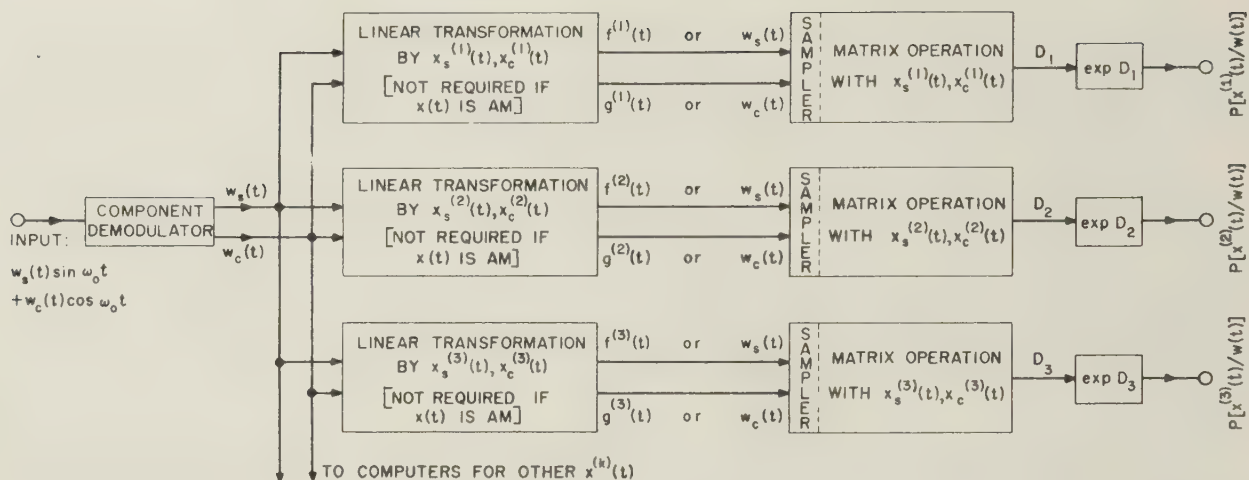 LINEAR TRANSFORMATION
BY x_s^(1)(t), x_c^(1)(t)
[NOT REQUIRED IF
x(t) IS AM]
f^(1)(t) or w_s(t)
g^(1)(t) or w_c(t)
SAMPLER
MATRIX OPERATION
WITH x_s^(1)(t), x_c^(1)(t)
D_1
exp D_1
P[x^(1)(t)/w(t)]
INPUT:
w_s(t) sin ω_o t
+w_c(t) cos ω_o t
COMPONENT
DEMODULATOR
w_s(t)
w_c(t)
LINEAR TRANSFORMATION
BY x_s^(2)(t), x_c^(2)(t)
[NOT REQUIRED IF
x(t) IS AM]
f^(2)(t) or w_s(t)
g^(2)(t) or w_c(t)
SAMPLER
MATRIX OPERATION
WITH x_s^(2)(t), x_c^(2)(t)
D_2
exp D_2
P[x^(2)(t)/w(t)]
LINEAR TRANSFORMATION
BY x_s^(3)(t), x_c^(3)(t)
[NOT REQUIRED IF
x(t) IS AM]
f^(3)(t) or w_s(t)
g^(3)(t) or w_c(t)
SAMPLER
MATRIX OPERATION
WITH x_s^(3)(t), x_c^(3)(t)
D_3
exp D_3
P[x^(3)(t)/w(t)]
TO COMPUTERS FOR OTHER x^(k)(t)